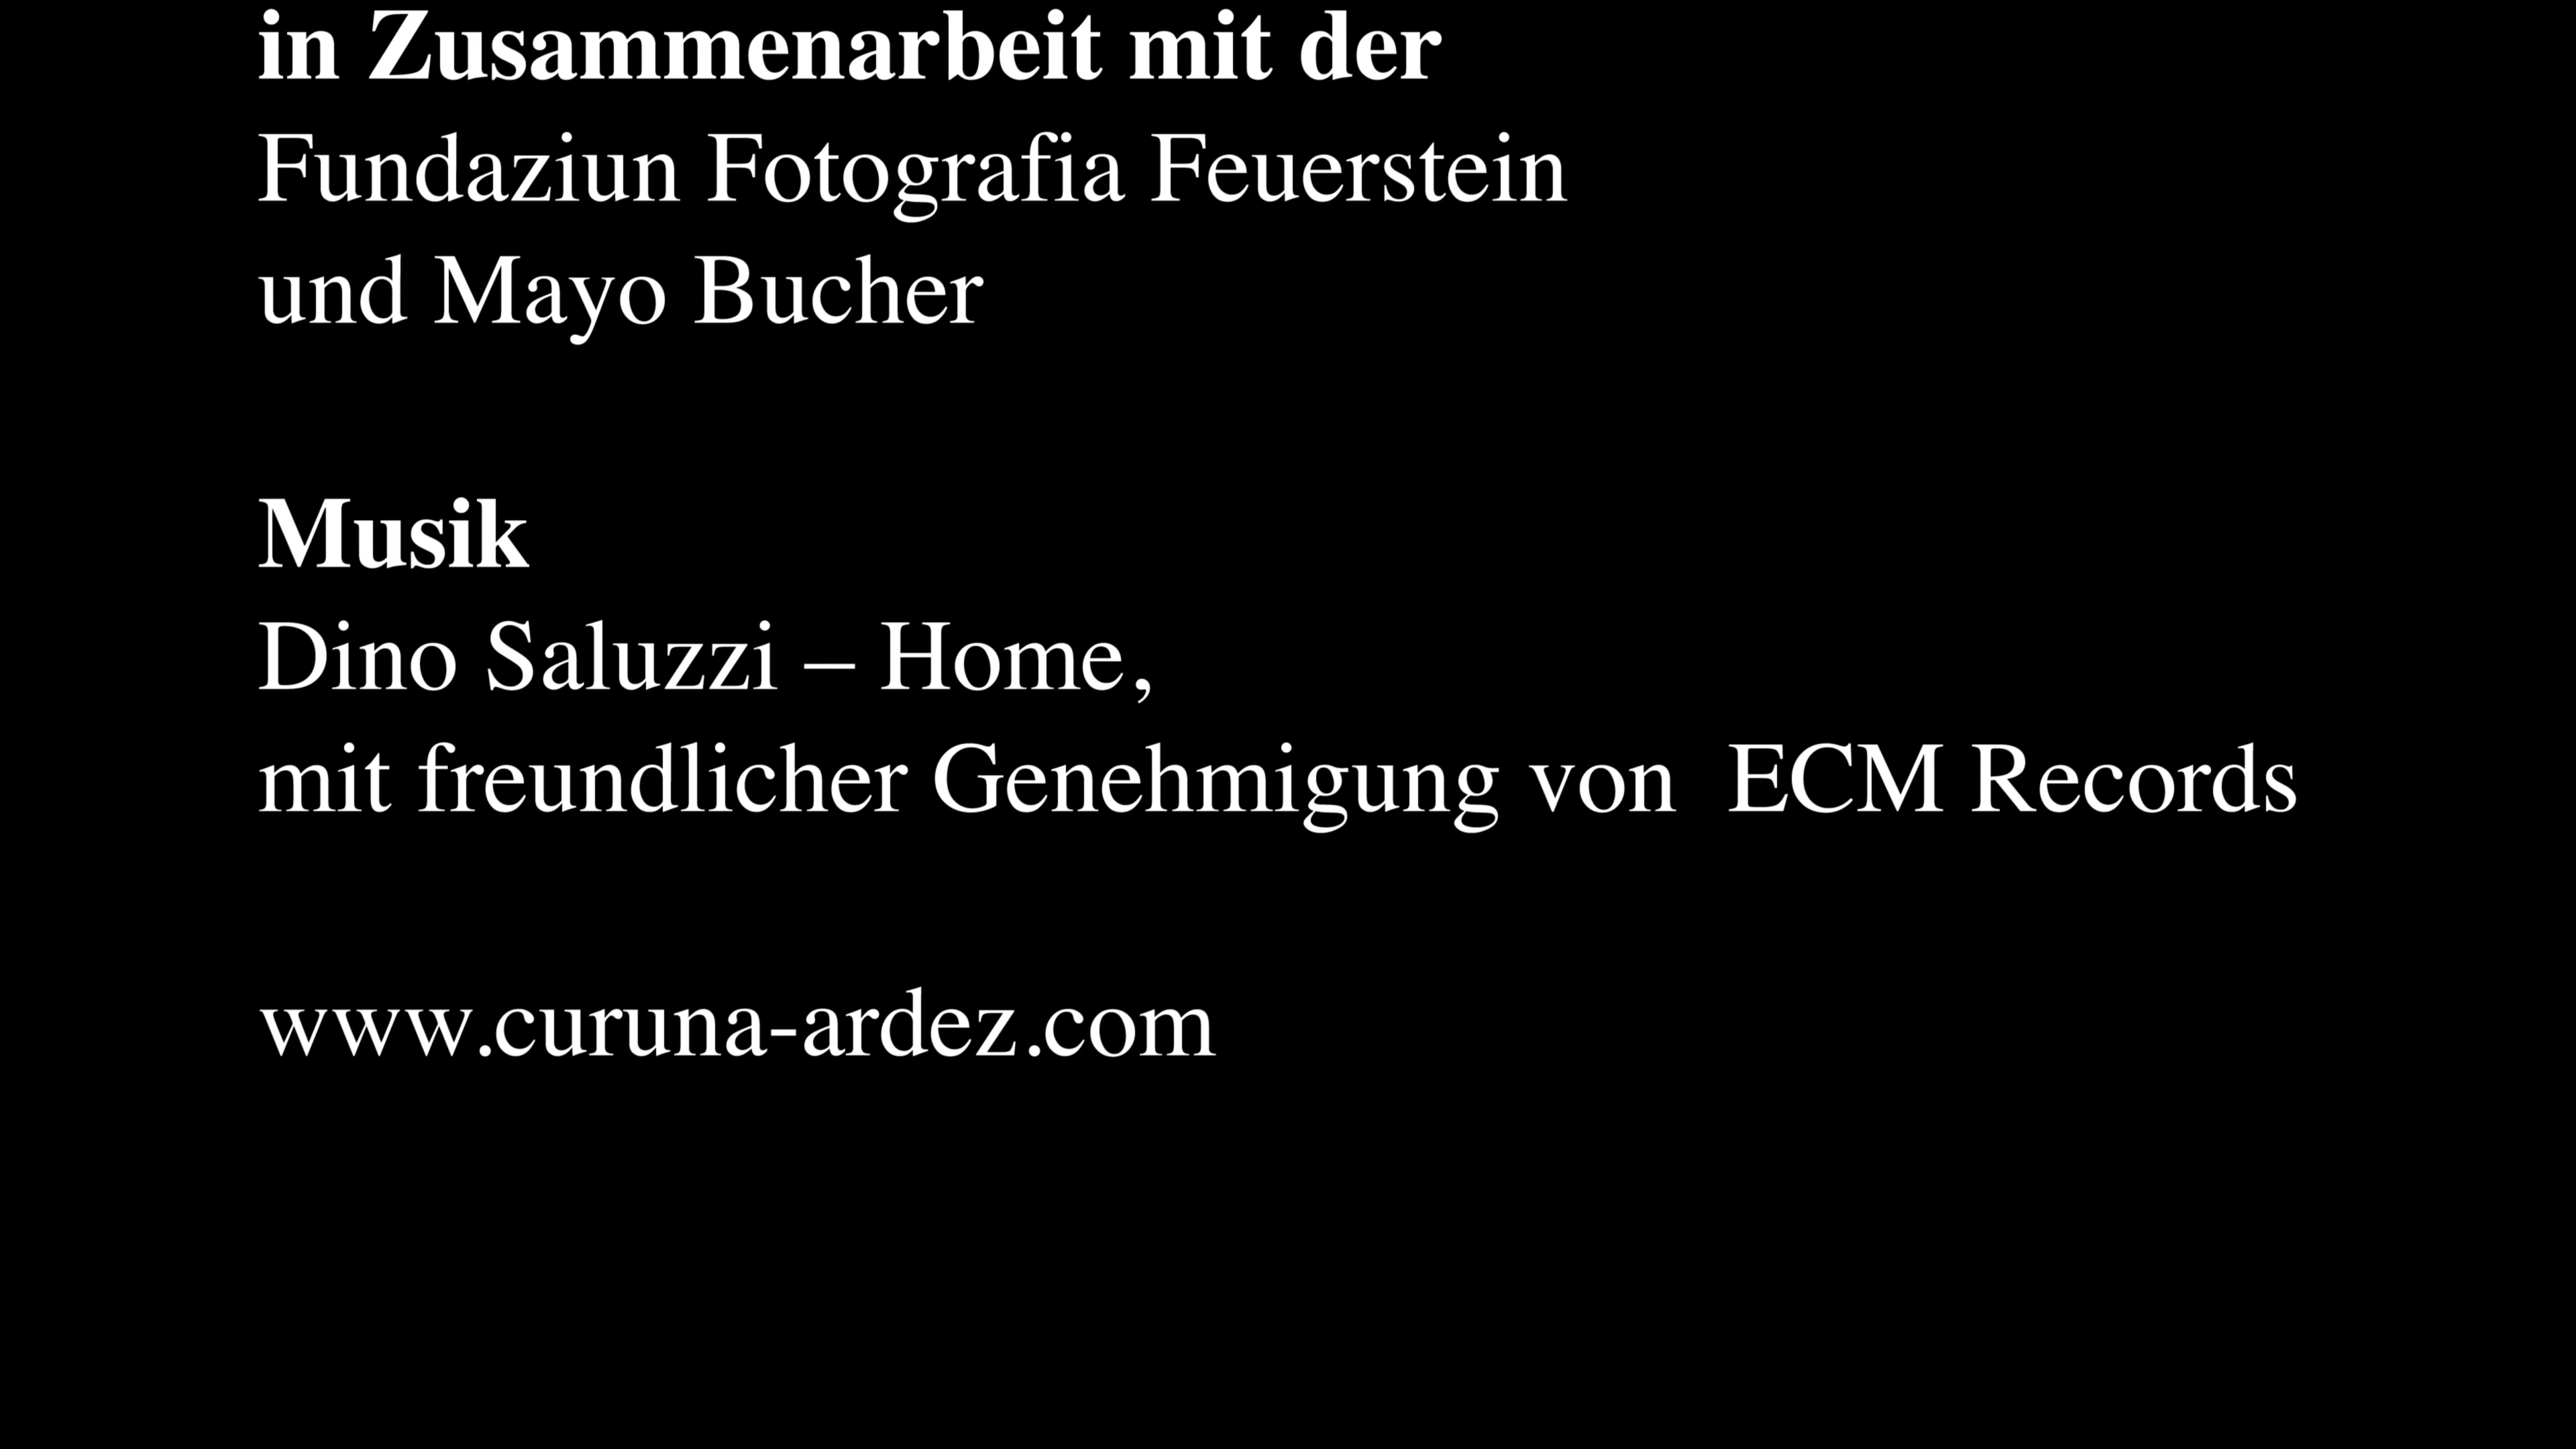 in Zusammenarbeit mit der
Fundaziun Fotografia Feuerstein
und Mayo Bucher
Musik
Dino Saluzzi – Home,
mit freundlicher Genehmigung von  ECM Records
www.curuna-ardez.com